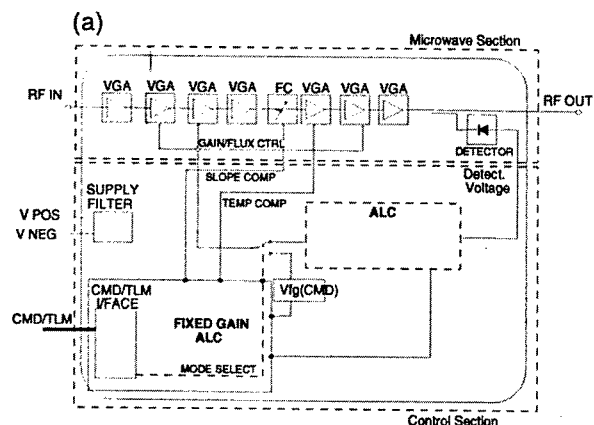 (a)
Microwave Section
VGA VGA VGA VGA FC VGA VGA VGA
RF IN
RF OUT
GAIN/FLUX CTRL
DETECTOR
SLOPE COMP
Detect.
Voltage
SUPPLY
FILTER
TEMP COMP
ALC
V POS
V NEG
CMD/TLM
I/FACE
Vfg(CMD)
CMD/TLM
FIXED GAIN
ALC
MODE SELECT
Control Section